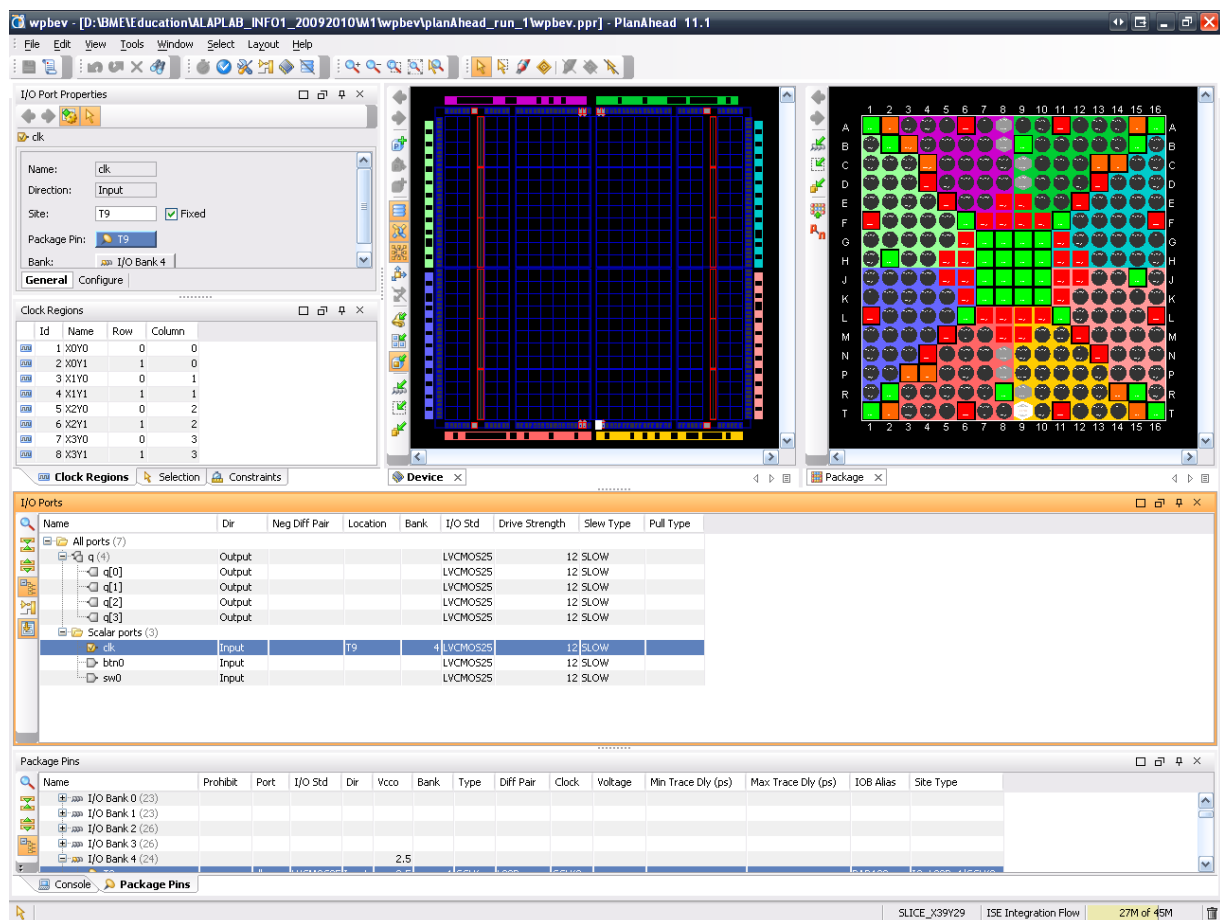 wpbev - [D:\BME\Education\ALAPLAB_INFO1_20092010\M1\wpbev\planAhead_run_1\wpbev.ppr] - PlanAhead 11.1
File Edit View Tools Window Select Layout Help
I/O Port Properties
clk
Name: clk
Direction: Input
Site: T9 Fixed
Package Pin: T9
Bank: I/O Bank 4
General Configure
Clock Regions
Id Name Row Column
1 X0Y0 0 0
2 X0Y1 1 0
3 X1Y0 0 1
4 X1Y1 1 1
5 X2Y0 0 2
6 X2Y1 1 2
7 X3Y0 0 3
8 X3Y1 1 3
Clock Regions Selection Constraints
Device
1 2 3 4 5 6 7 8 9 10 11 12 13 14 15 16
A A
B B
C C
D D
E E
F F
G G
H H
J J
K K
L L
M M
N N
P P
R R
T T
1 2 3 4 5 6 7 8 9 10 11 12 13 14 15 16
Package
I/O Ports
Name Dir Neg Diff Pair Location Bank I/O Std Drive Strength Slew Type Pull Type
All ports (7)
q (4) Output LVCMOS25 12 SLOW
q[0] Output LVCMOS25 12 SLOW
q[1] Output LVCMOS25 12 SLOW
q[2] Output LVCMOS25 12 SLOW
q[3] Output LVCMOS25 12 SLOW
Scalar ports (3)
clk Input T9 4 LVCMOS25 12 SLOW
btn0 Input LVCMOS25 12 SLOW
sw0 Input LVCMOS25 12 SLOW
Package Pins
Name Prohibit Port I/O Std Dir Vcco Bank Type Diff Pair Clock Voltage Min Trace Dly (ps) Max Trace Dly (ps) IOB Alias Site Type
I/O Bank 0 (23)
I/O Bank 1 (23)
I/O Bank 2 (26)
I/O Bank 3 (26)
I/O Bank 4 (24) 2.5
Console Package Pins
SLICE_X39Y29 ISE Integration Flow 27M of 45M